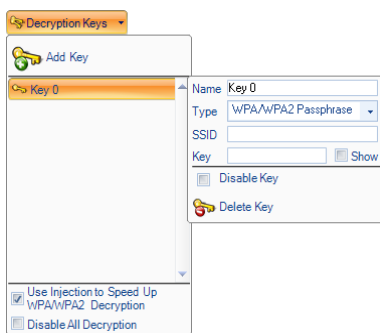 Decryption Keys
Add Key
Key 0
Name Key 0
Type WPA/WPA2 Passphrase
SSID
Key Show
Disable Key
Delete Key
Use Injection to Speed Up
WPA/WPA2 Decryption
Disable All Decryption